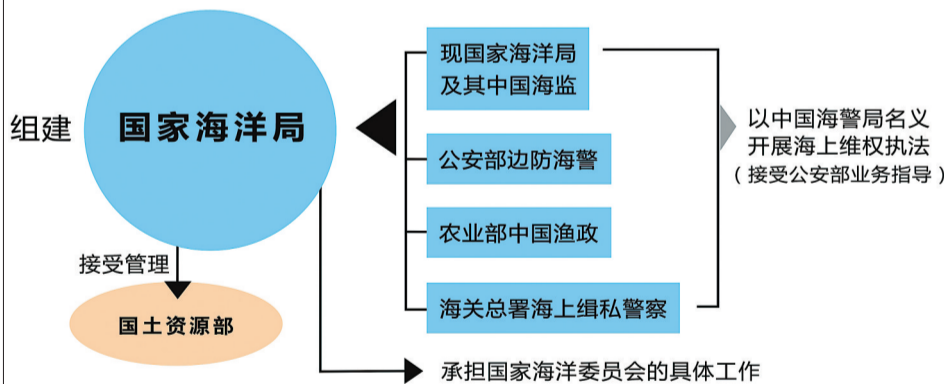 组建
国家海洋局
接受管理
国土资源部
现国家海洋局
及其中国海监
公安部边防海警
农业部中国渔政
海关总署海上缉私警察
以中国海警局名义
开展海上维权执法
（接受公安部业务指导）
承担国家海洋委员会的具体工作